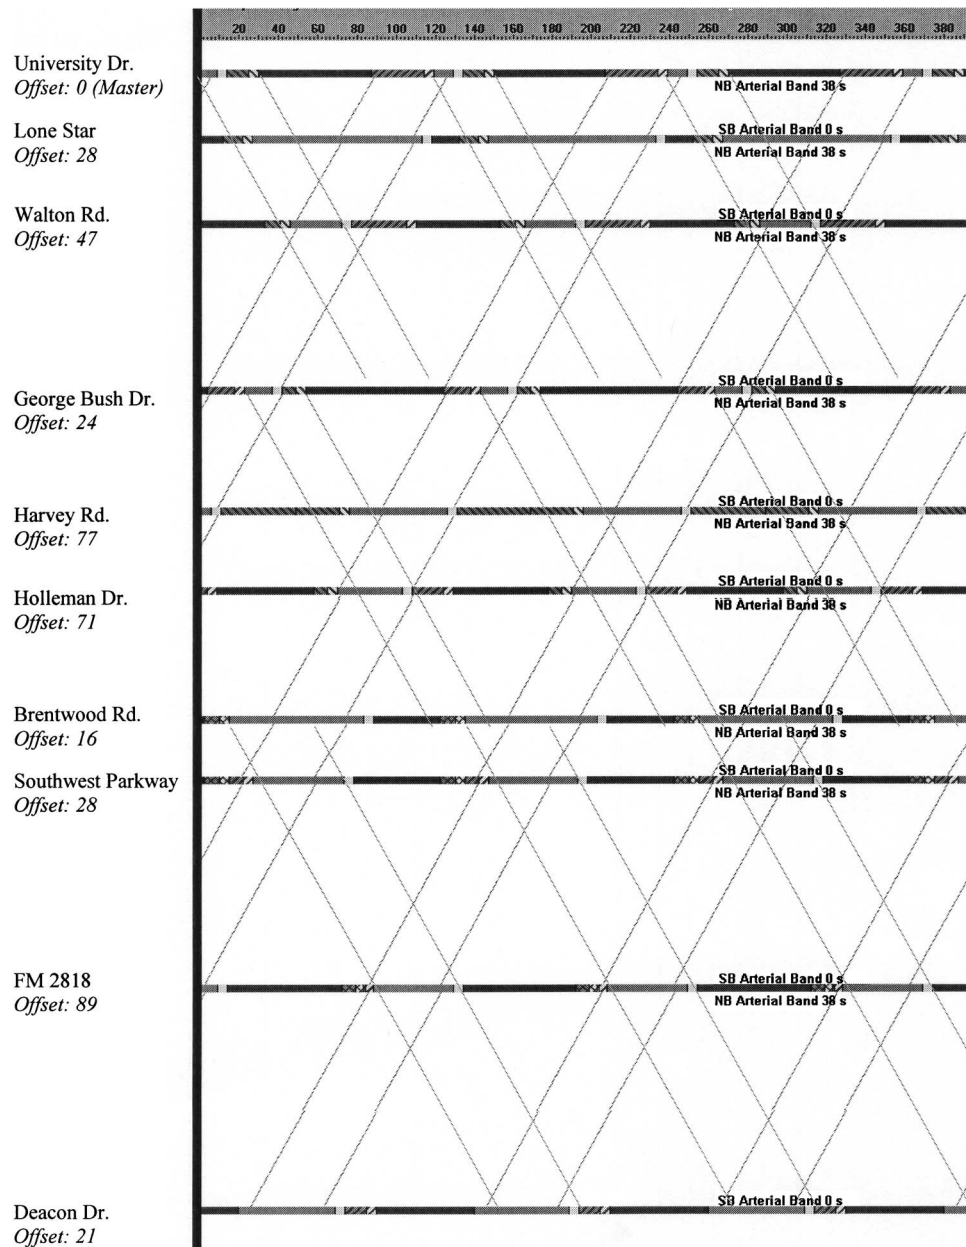 20 40 60 80 100 120 140 160 180 200 220 240 260 280 300 320 340 360 380
University Dr.
Offset: 0 (Master)
NB Arterial Band 38 s
Lone Star
Offset: 28
SB Arterial Band 0 s
NB Arterial Band 38 s
Walton Rd.
Offset: 47
SB Arterial Band 0 s
NB Arterial Band 38 s
George Bush Dr.
Offset: 24
SB Arterial Band 0 s
NB Arterial Band 38 s
Harvey Rd.
Offset: 77
SB Arterial Band 0 s
NB Arterial Band 38 s
Holleman Dr.
Offset: 71
SB Arterial Band 0 s
NB Arterial Band 38 s
Brentwood Rd.
Offset: 16
SB Arterial Band 0 s
NB Arterial Band 38 s
Southwest Parkway
Offset: 28
SB Arterial Band 0 s
NB Arterial Band 38 s
FM 2818
Offset: 89
SB Arterial Band 0 s
NB Arterial Band 38 s
Deacon Dr.
Offset: 21
SB Arterial Band 0 s